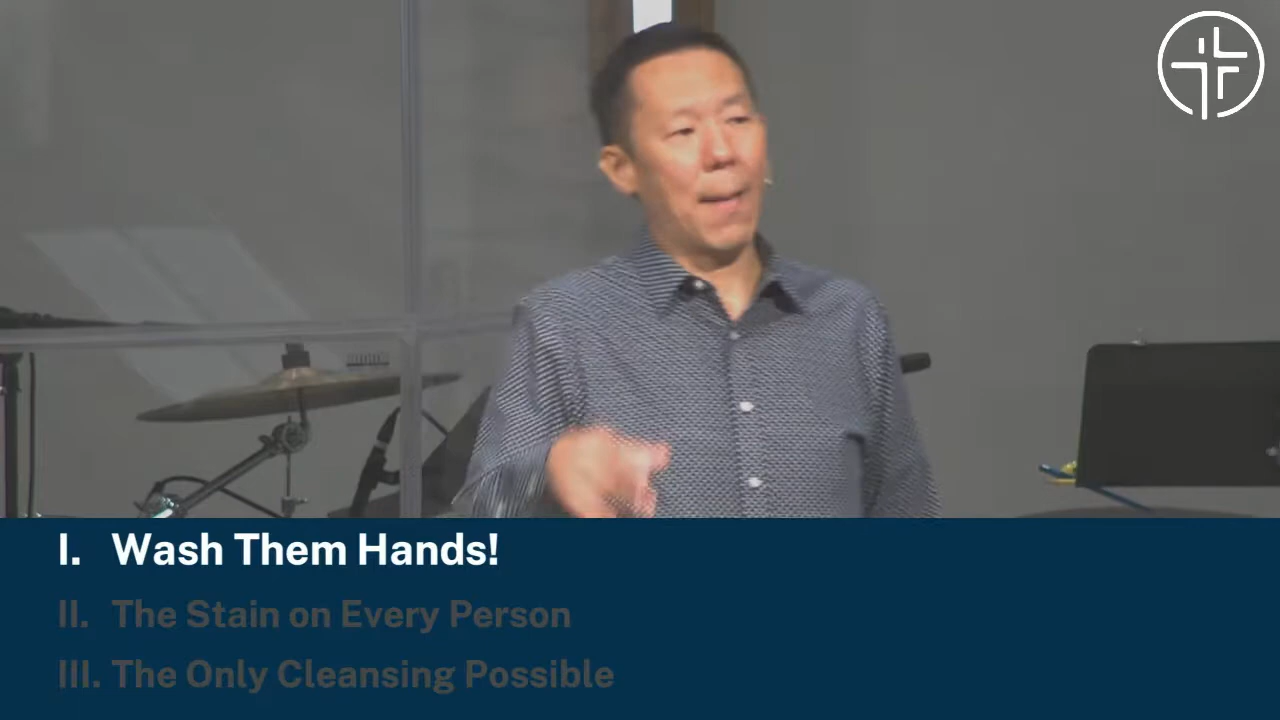 I. Wash Them Hands!
II. The Stain on Every Person
III. The Only Cleansing Possible